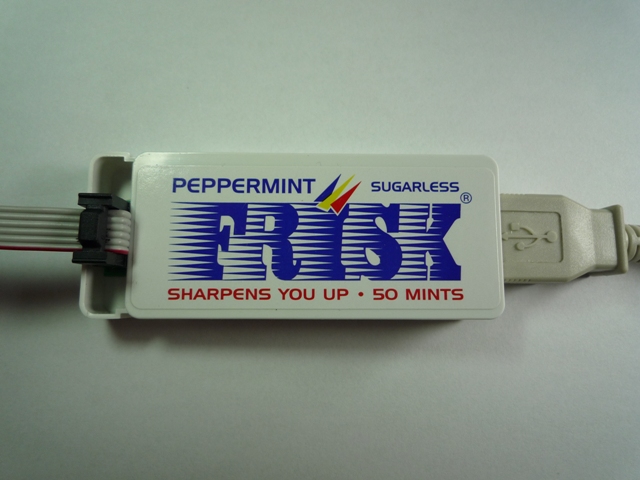 PEPPERMINT SUGARLESS
FRISK®
SHARPENS YOU UP • 50 MINTS